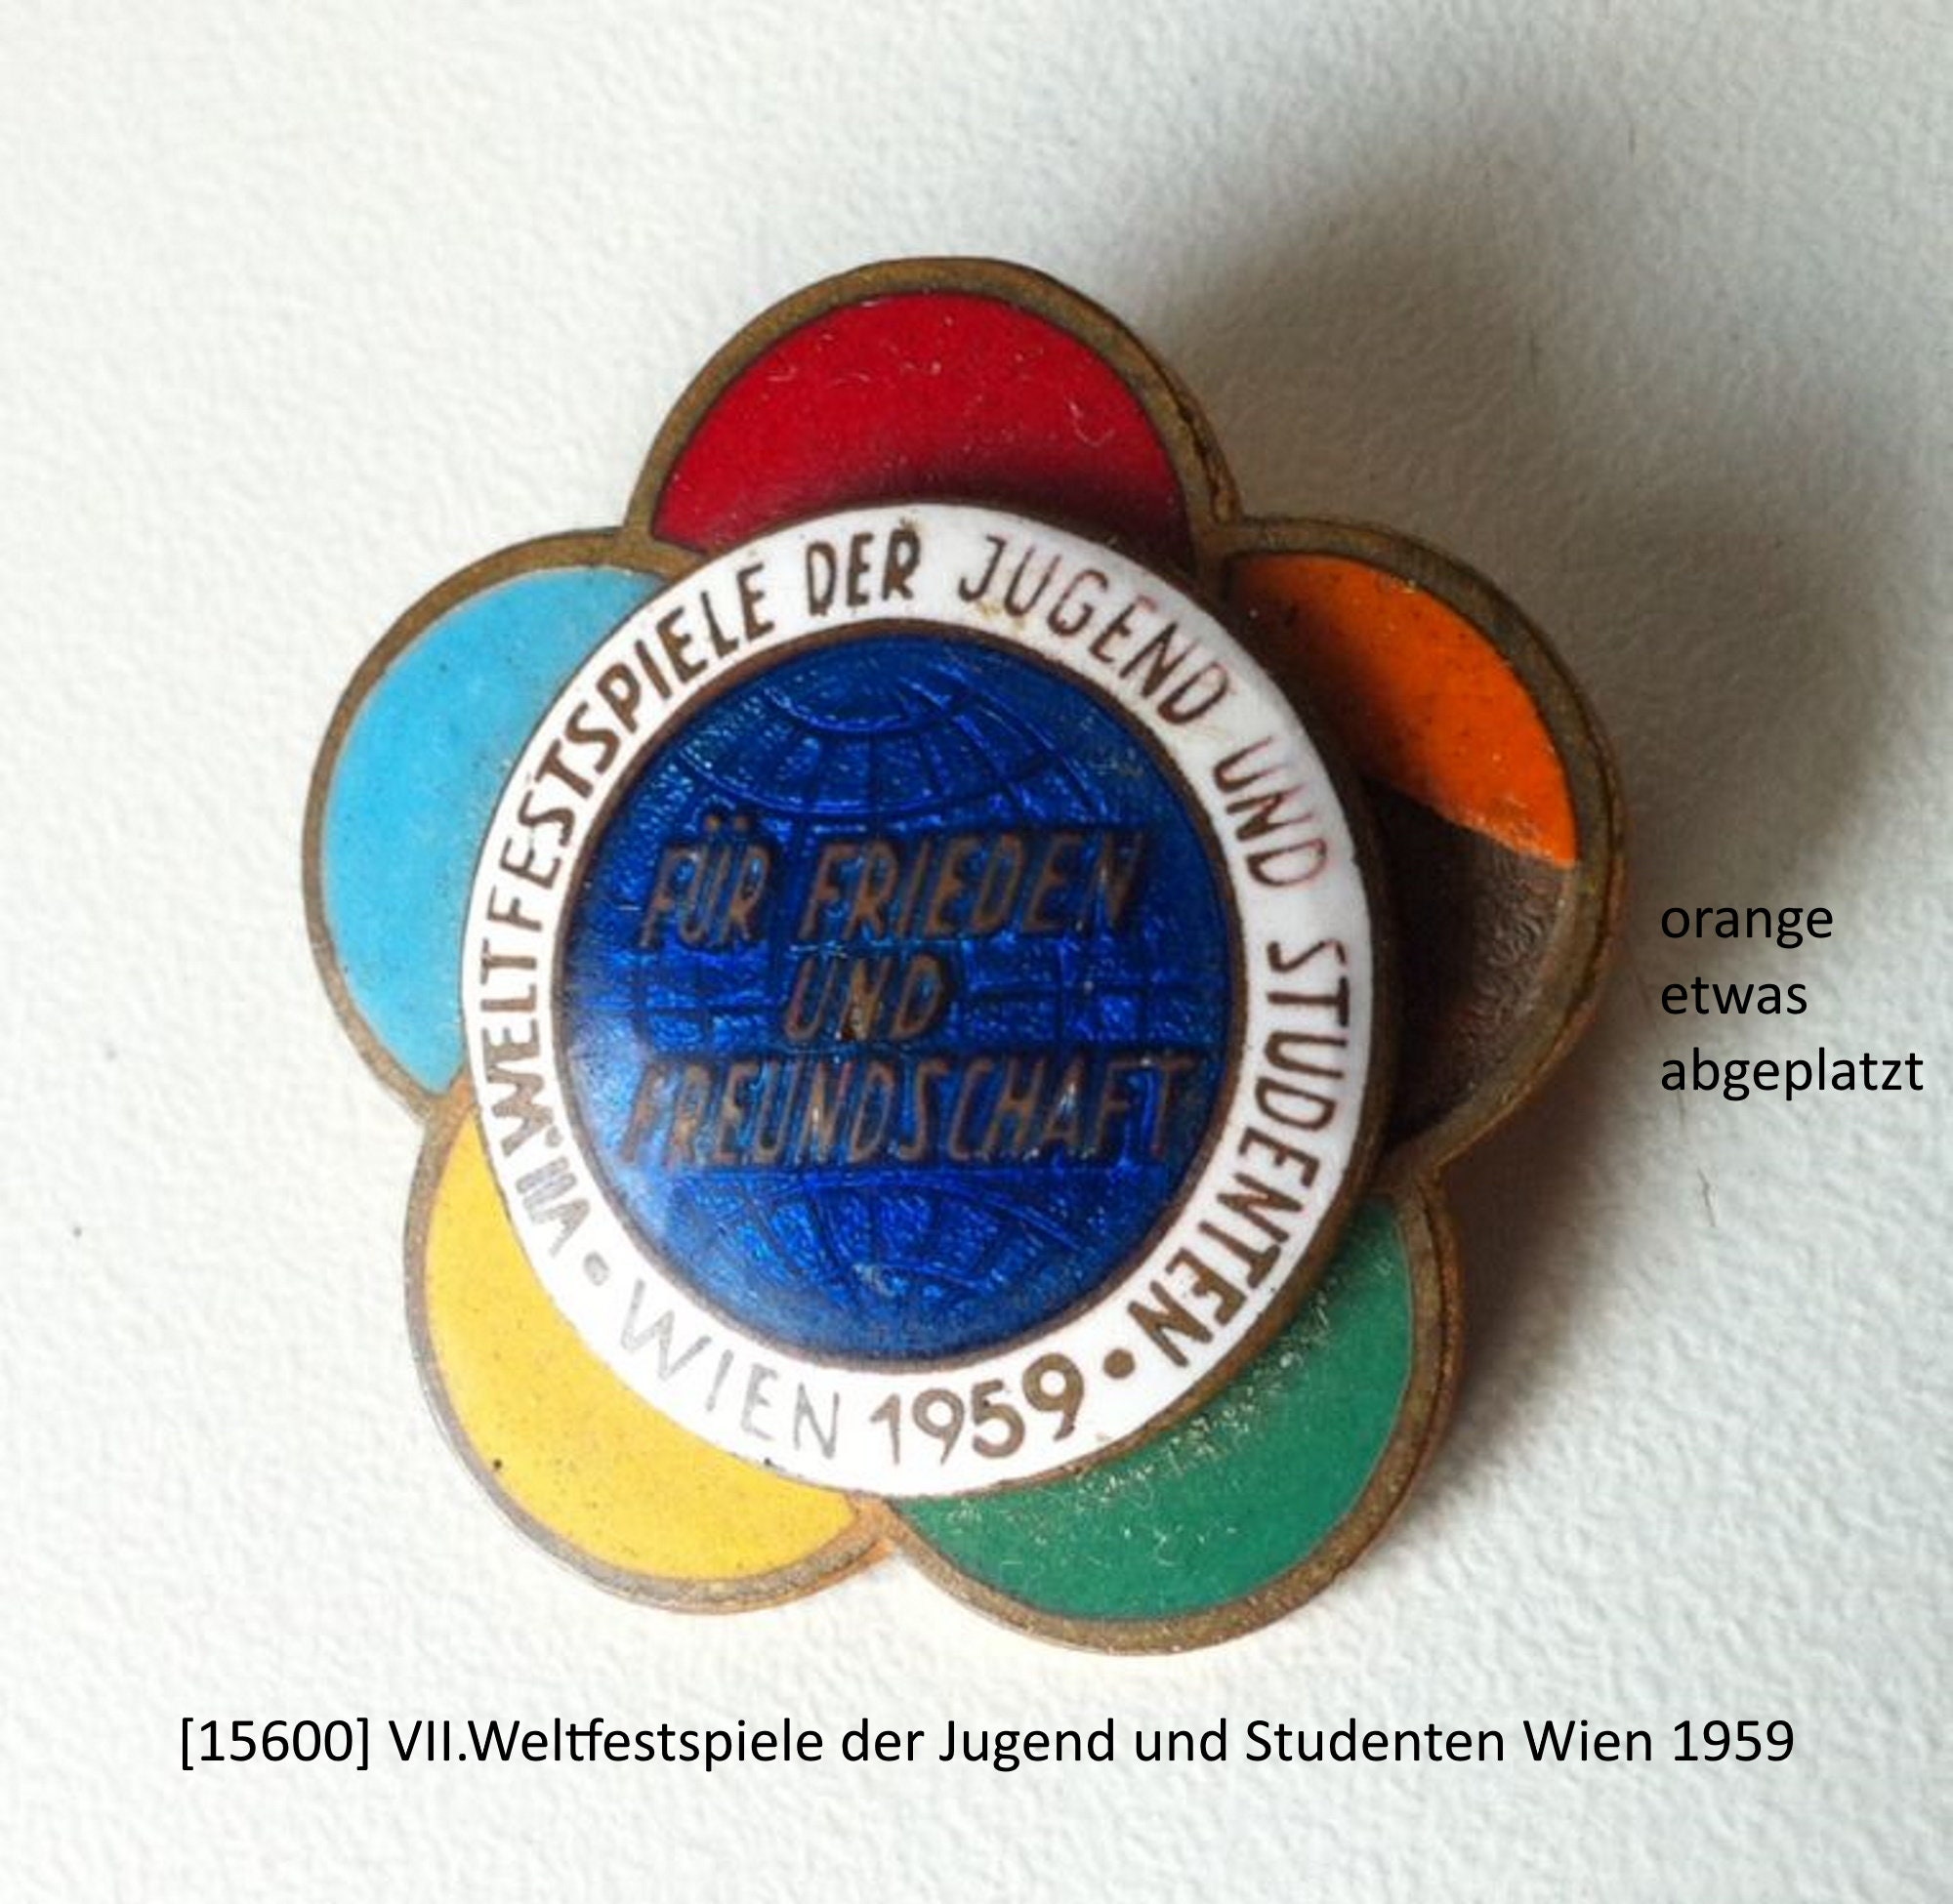 VII.WELTFESTSPIELE DER JUGEND UND STUDENTEN •
WIEN 1959 •
FÜR FRIEDEN
UND
FREUNDSCHAFT
orange
etwas
abgeplatzt
[15600] VII.Weltfestspiele der Jugend und Studenten Wien 1959